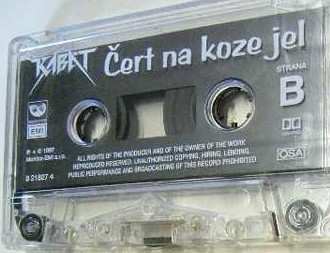 KABÁT Čert na koze jel
STRANA
B
EMI
℗ © 1997
Monitor-EMI s.r.o.
8 21827 4
ALL RIGHTS OF THE PRODUCER AND OF THE OWNER OF THE WORK
REPRODUCED RESERVED. UNAUTHORIZED COPYING, HIRING, LENDING,
PUBLIC PERFORMANCE AND BROADCASTING OF THIS RECORD PROHIBITED
OSA